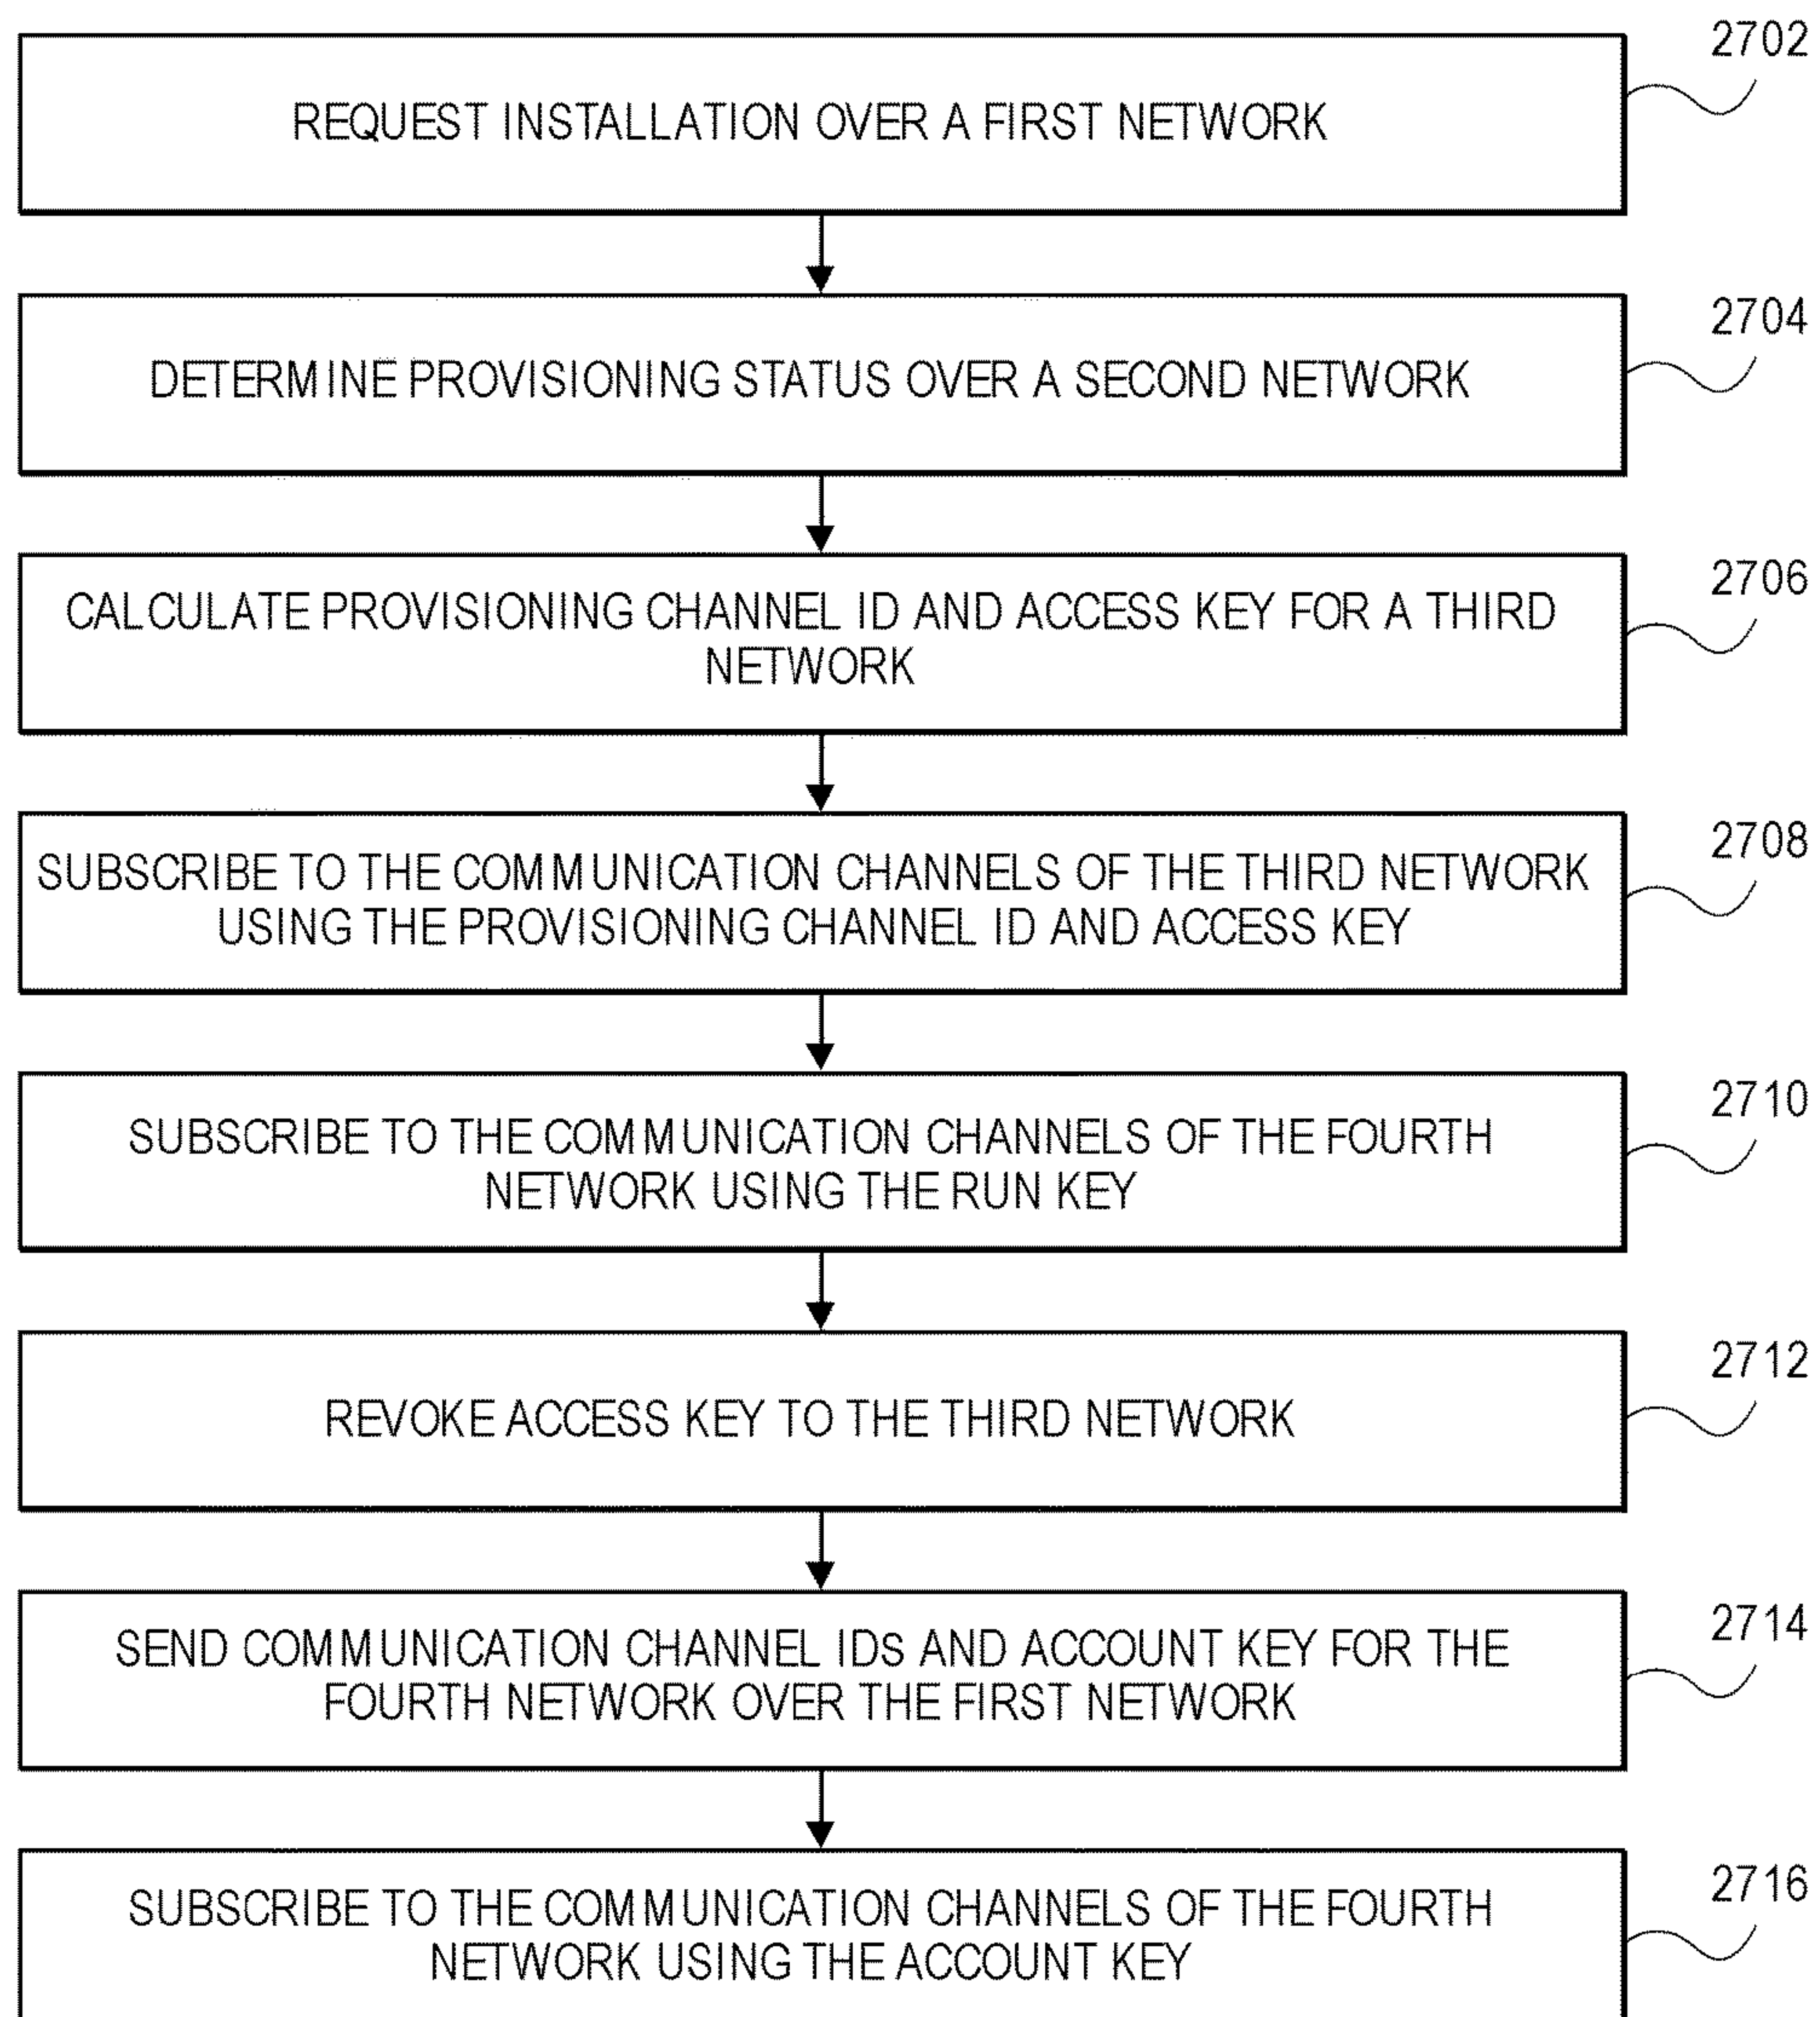 2702
REQUEST INSTALLATION OVER A FIRST NETWORK
2704
DETERMINE PROVISIONING STATUS OVER A SECOND NETWORK
2706
CALCULATE PROVISIONING CHANNEL ID AND ACCESS KEY FOR A THIRD
NETWORK
2708
SUBSCRIBE TO THE COMMUNICATION CHANNELS OF THE THIRD NETWORK
USING THE PROVISIONING CHANNEL ID AND ACCESS KEY
2710
SUBSCRIBE TO THE COMMUNICATION CHANNELS OF THE FOURTH
NETWORK USING THE RUN KEY
2712
REVOKE ACCESS KEY TO THE THIRD NETWORK
2714
SEND COMMUNICATION CHANNEL IDs AND ACCOUNT KEY FOR THE
FOURTH NETWORK OVER THE FIRST NETWORK
2716
SUBSCRIBE TO THE COMMUNICATION CHANNELS OF THE FOURTH
NETWORK USING THE ACCOUNT KEY